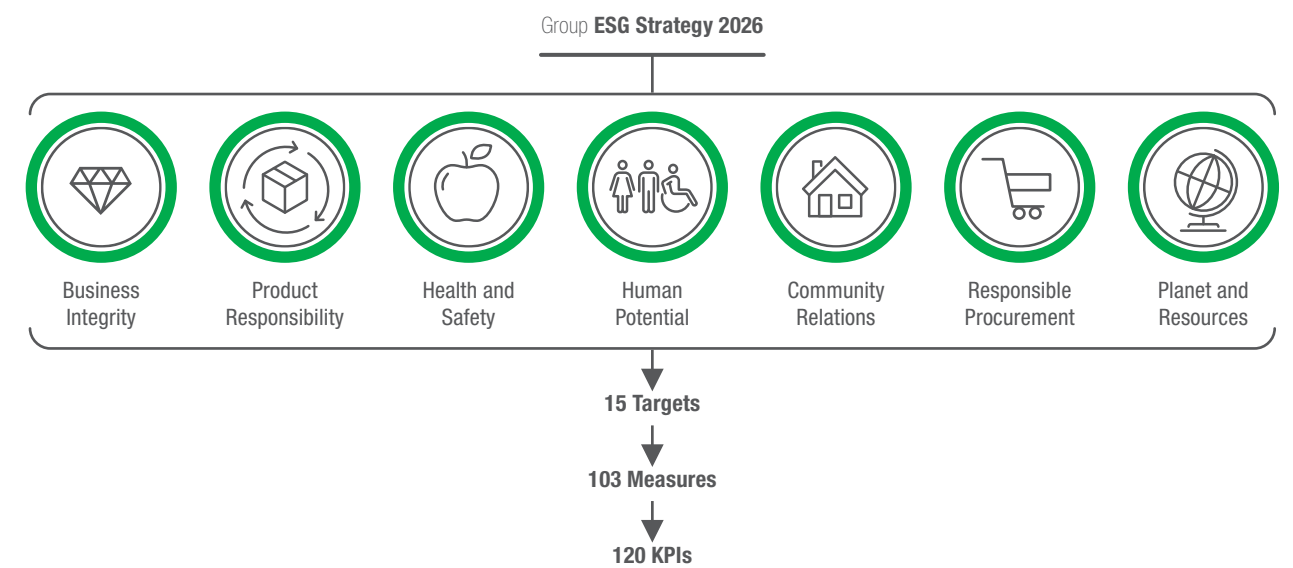 Group ESG Strategy 2026
Business
Integrity
Product
Responsibility
Health and
Safety
Human
Potential
Community
Relations
Responsible
Procurement
Planet and
Resources
15 Targets
103 Measures
120 KPIs